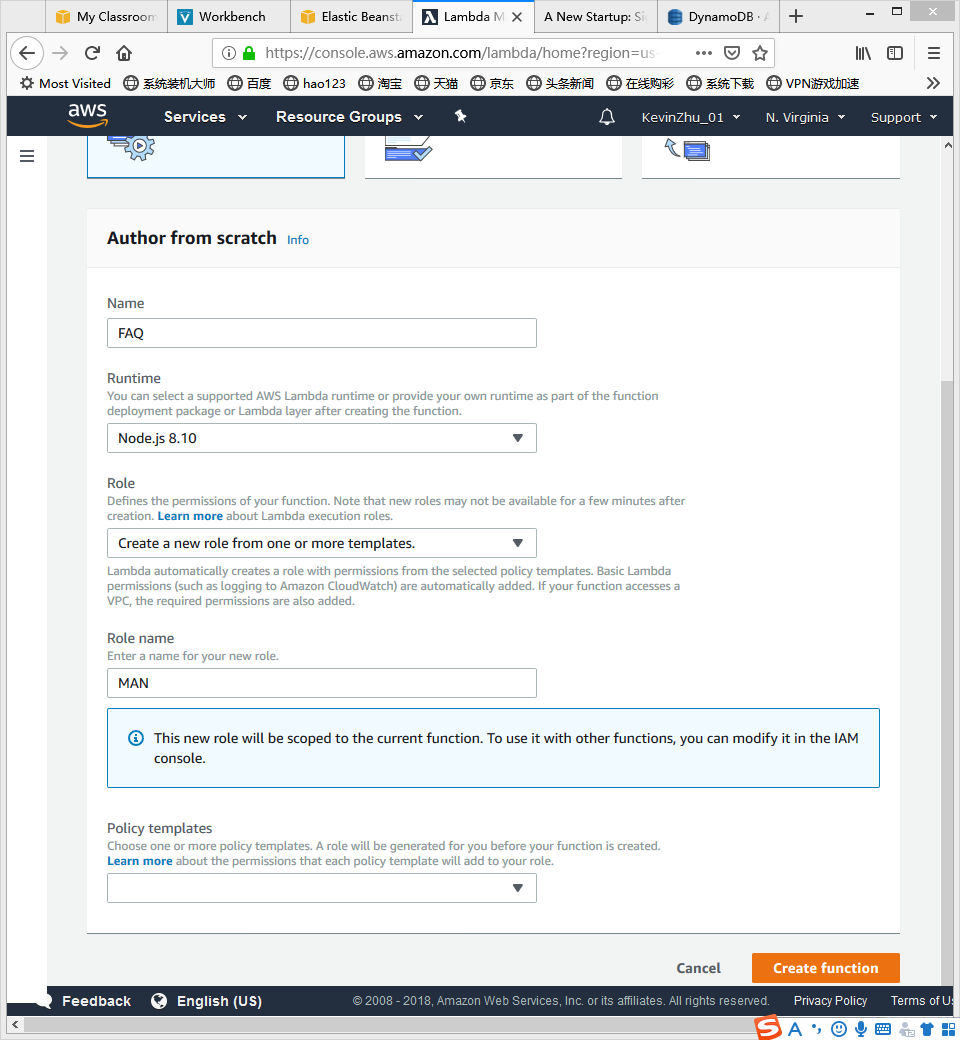 My Classroom
Workbench
Elastic Beanst
Lambda M
A New Startup: Si
DynamoDB · A
https://console.aws.amazon.com/lambda/home?region=us-
Most Visited
系统装机大师
百度
hao123
淘宝
天猫
京东
头条新闻
在线购彩
系统下载
VPN游戏加速
aws
Services
Resource Groups
KevinZhu_01
N. Virginia
Support
Author from scratch Info
Name
FAQ
Runtime
You can select a supported AWS Lambda runtime or provide your own runtime as part of the function
deployment package or Lambda layer after creating the function.
Node.js 8.10
Role
Defines the permissions of your function. Note that new roles may not be available for a few minutes after
creation. Learn more about Lambda execution roles.
Create a new role from one or more templates.
Lambda automatically creates a role with permissions from the selected policy templates. Basic Lambda
permissions (such as logging to Amazon CloudWatch) are automatically added. If your function accesses a
VPC, the required permissions are also added.
Role name
Enter a name for your new role.
MAN
This new role will be scoped to the current function. To use it with other functions, you can modify it in the IAM
console.
Policy templates
Choose one or more policy templates. A role will be generated for you before your function is created.
Learn more about the permissions that each policy template will add to your role.
Cancel
Create function
Feedback
English (US)
© 2008 - 2018, Amazon Web Services, Inc. or its affiliates. All rights reserved.
Privacy Policy
Terms of Us